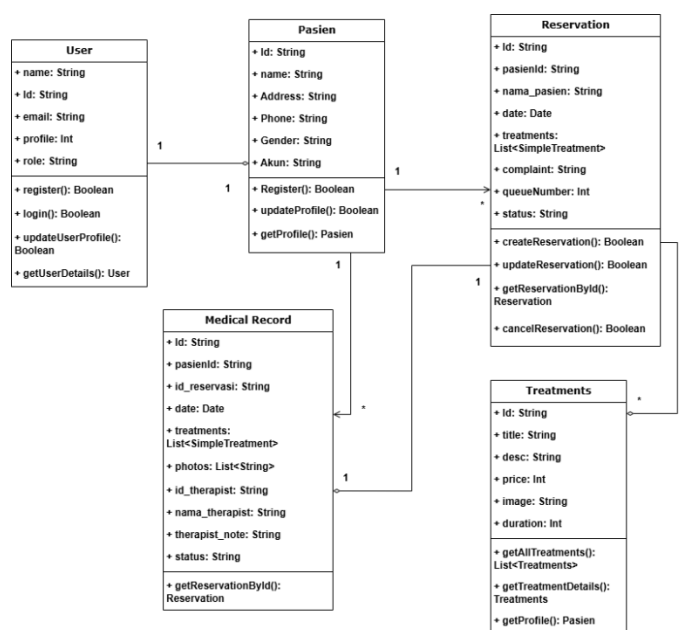 User
+ name: String
+ Id: String
+ email: String
+ profile: Int
+ role: String
+ register(): Boolean
+ login(): Boolean
+ updateUserProfile():
Boolean
+ getUserDetails(): User
1
1
Pasien
+ Id: String
+ name: String
+ Address: String
+ Phone: String
+ Gender: String
+ Akun: String
+ Register(): Boolean
+ updateProfile(): Boolean
+ getProfile(): Pasien
1
*
Reservation
+ Id: String
+ pasienId: String
+ nama_pasien: String
+ date: Date
+ treatments:
List<SimpleTreatment>
+ complaint: String
+ queueNumber: Int
+ status: String
+ createReservation(): Boolean
+ updateReservation(): Boolean
+ getReservationById():
Reservation
+ cancelReservation(): Boolean
1
1
Medical Record
+ Id: String
+ pasienId: String
+ id_reservasi: String
+ date: Date
+ treatments:
List<SimpleTreatment>
+ photos: List<String>
+ id_therapist: String
+ nama_therapist: String
+ therapist_note: String
+ status: String
+ getReservationById():
Reservation
*
1
Treatments
+ Id: String
+ title: String
+ desc: String
+ price: Int
+ image: String
+ duration: Int
+ getAllTreatments():
List<Treatments>
+ getTreatmentDetails():
Treatments
+ getProfile(): Pasien
*